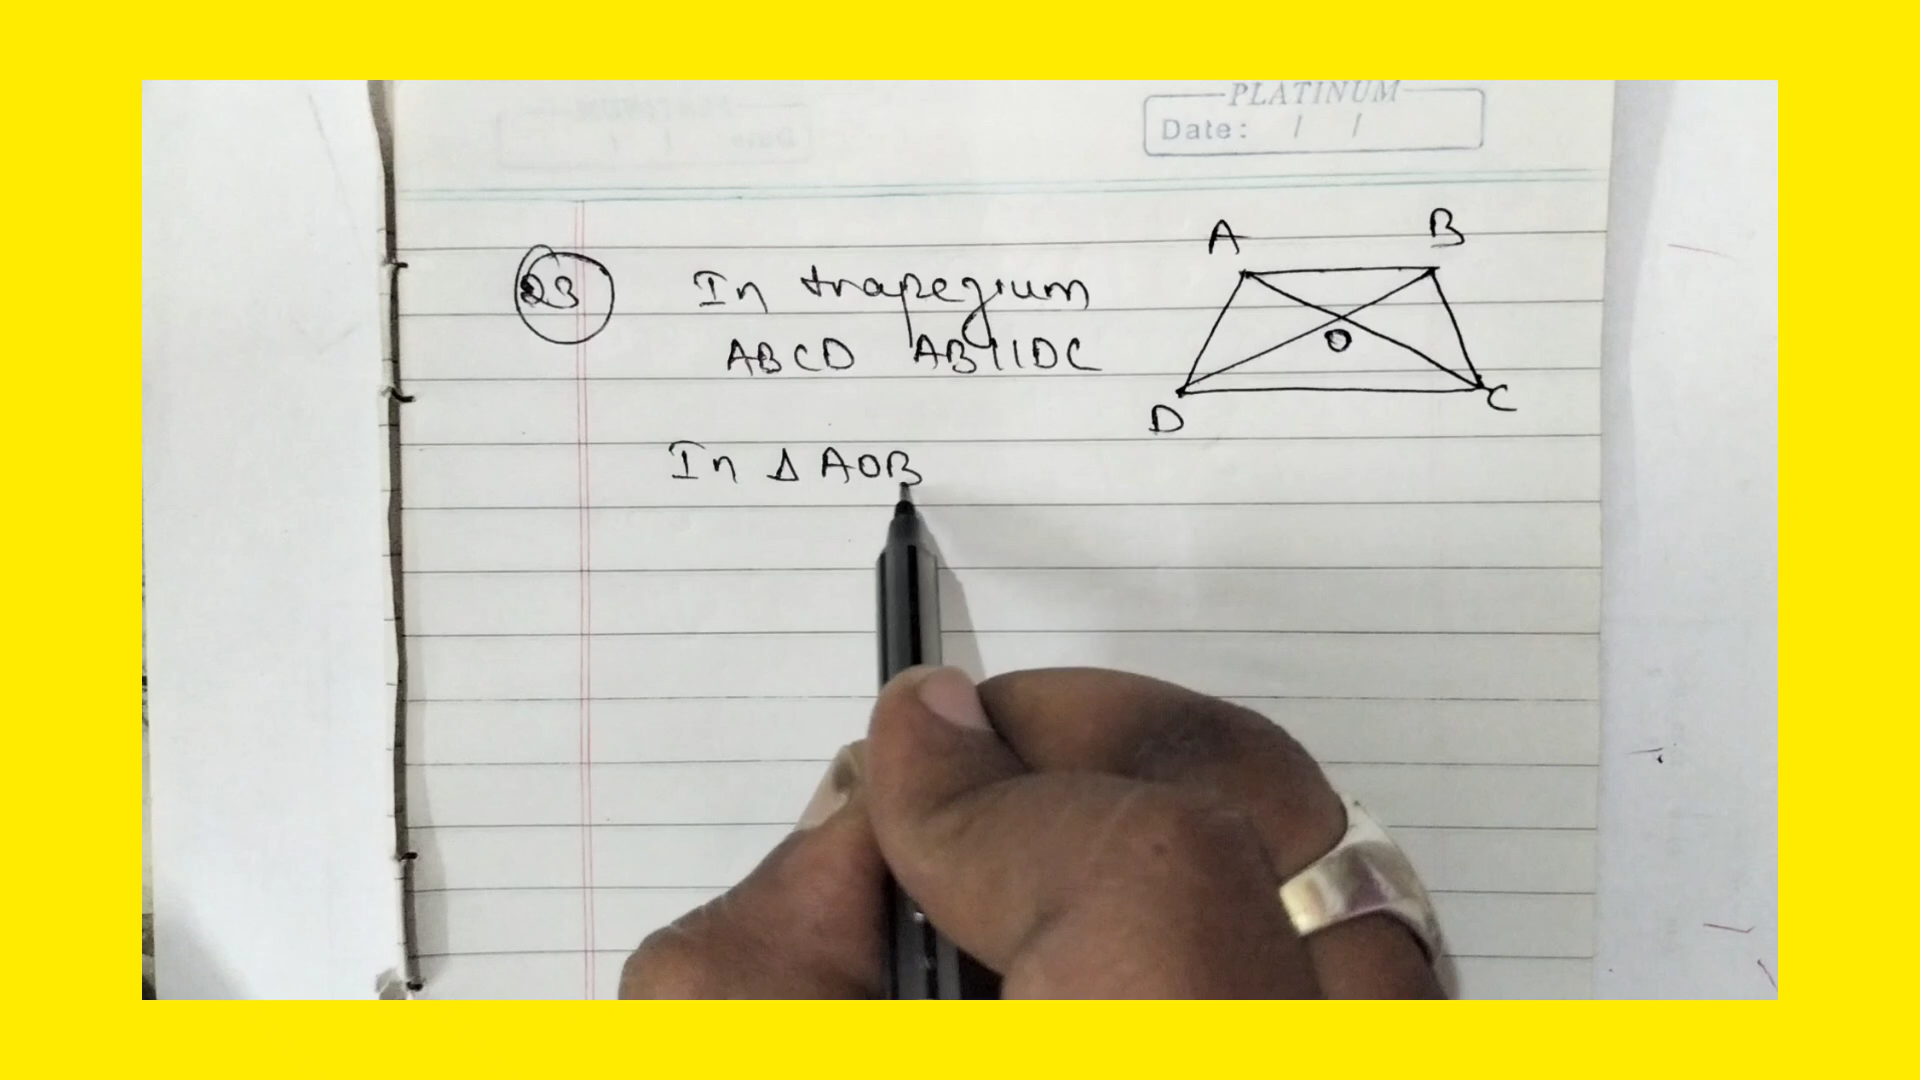 PLATINUM
Date: / /
Q3 In trapezium
ABCD AB||DC
A B
O
D C
In Δ AOB